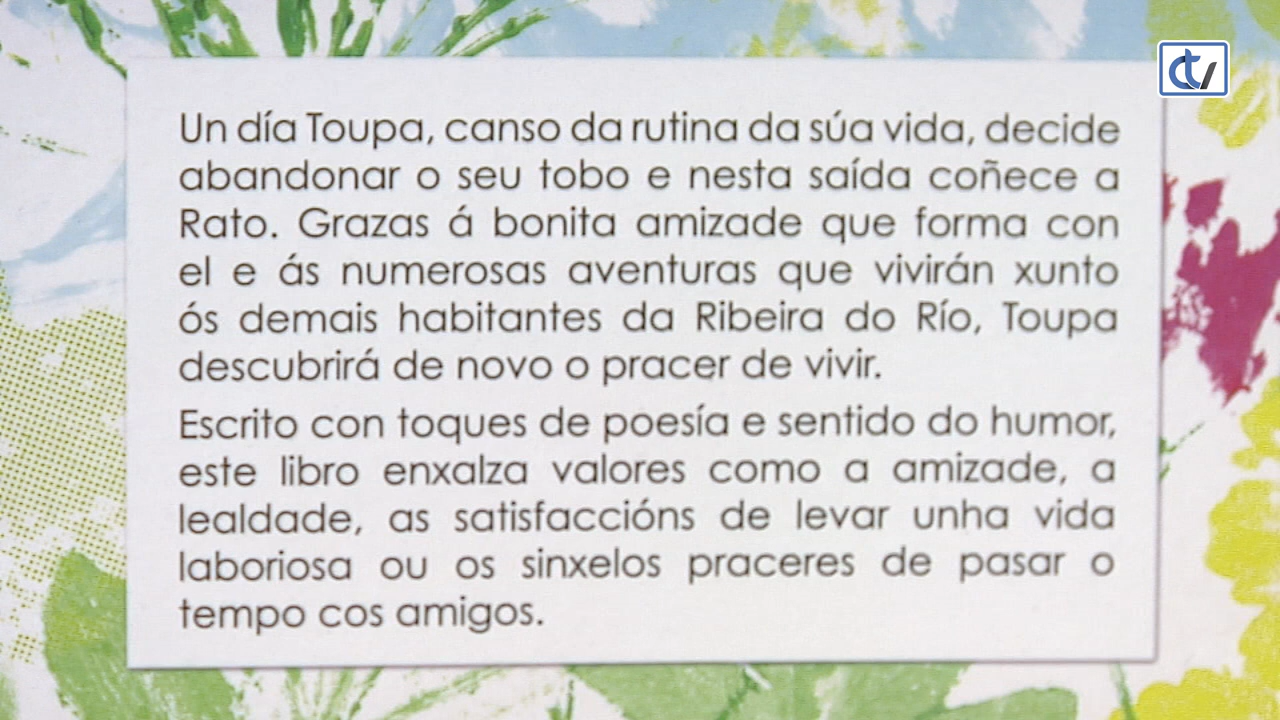 Un día Toupa, canso da rutina da súa vida, decide
abandonar o seu tobo e nesta saída coñece a
Rato. Grazas á bonita amizade que forma con
el e ás numerosas aventuras que vivirán xunto
ós demais habitantes da Ribeira do Río, Toupa
descubrirá de novo o pracer de vivir.
Escrito con toques de poesía e sentido do humor,
este libro enxalza valores como a amizade, a
lealdade, as satisfaccións de levar unha vida
laboriosa ou os sinxelos praceres de pasar o
tempo cos amigos.
ctv